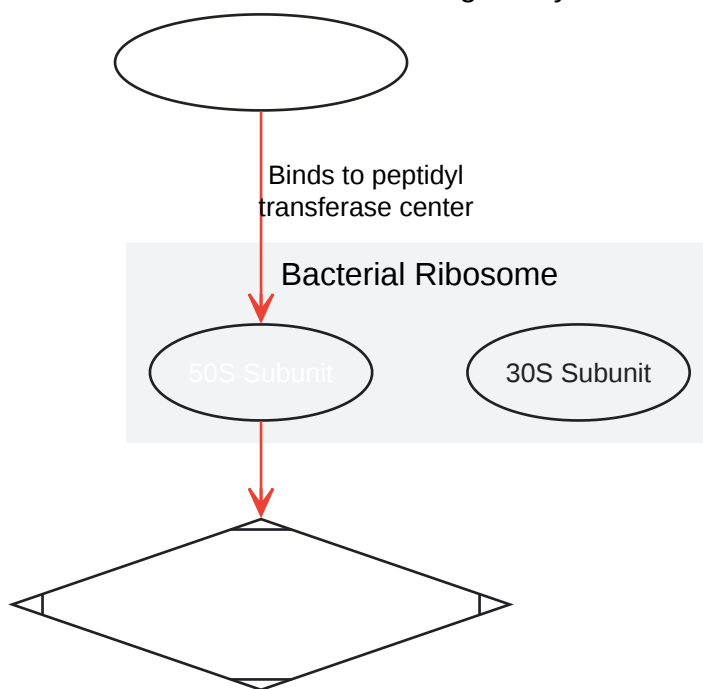 Binds to peptidyl
transferase center
Bacterial Ribosome
50S Subunit
30S Subunit